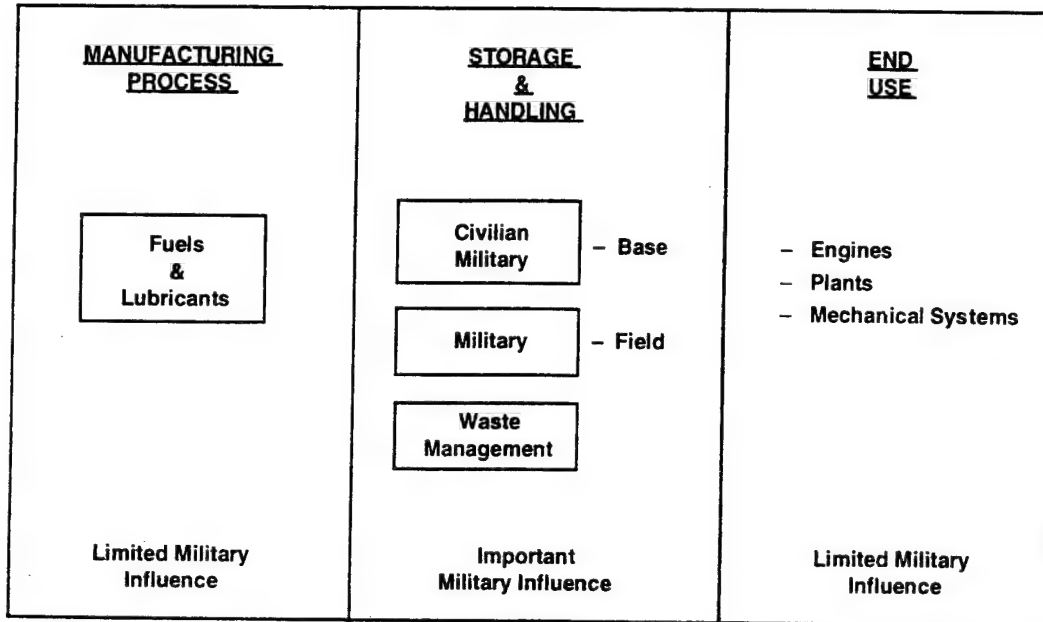 MANUFACTURING
PROCESS
Fuels
&
Lubricants
Limited Military
Influence
STORAGE
&
HANDLING
Civilian
Military
– Base
Military
– Field
Waste
Management
Important
Military Influence
END
USE
– Engines
– Plants
– Mechanical Systems
Limited Military
Influence